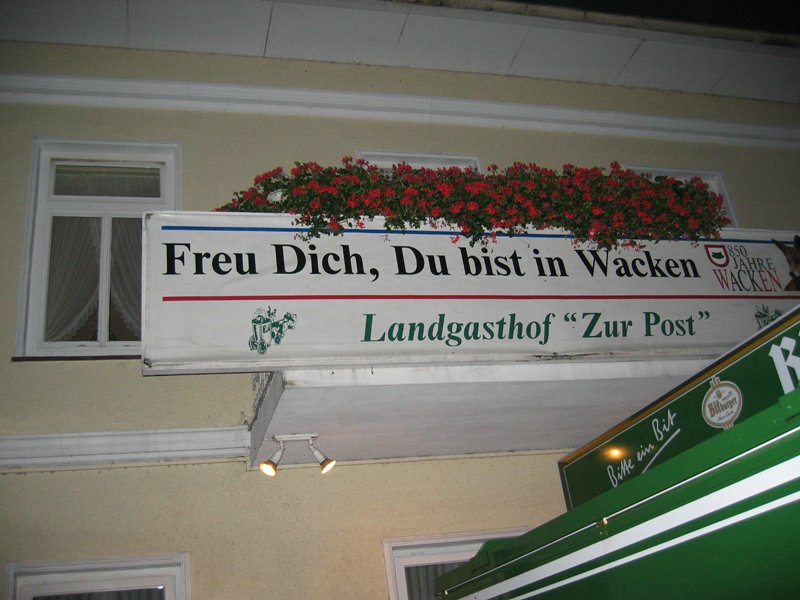 Freu Dich, Du bist in Wacken
850
JAHRE
WACKEN
Landgasthof "Zur Post"
Bitburger
Bitte ein Bit